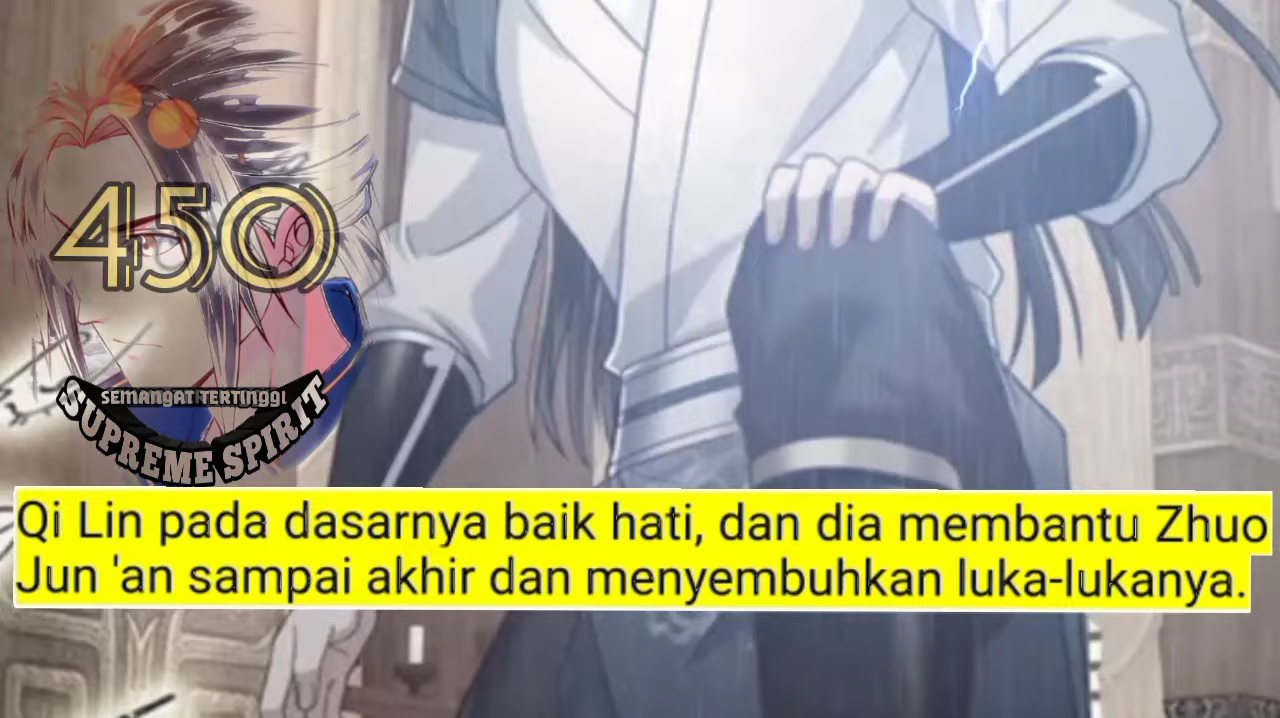 450
SEMANGAT TERTINGGI
SUPREME SPIRIT
Qi Lin pada dasarnya baik hati, dan dia membantu Zhuo
Jun 'an sampai akhir dan menyembuhkan luka-lukanya.